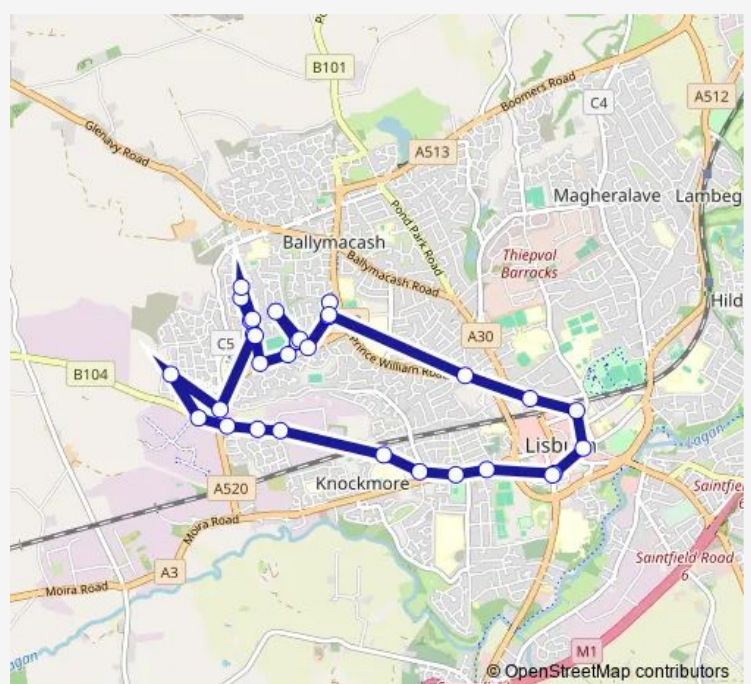 B101
A512
C4
Boomers Road
Glenavy Road
A513
Magheralave
Lambeg
Pond Park Road
Ballymacash
Thiepval
Barracks
Ballymacash Road
Hild
C5
A30
Prince William Road
B104
Lisburn
Lagan
A520
Knockmore
Saintfiel
Moira Road
Saintfield Road
6
A3
Moira Road
Lagan
M1
© OpenStreetMap contributors